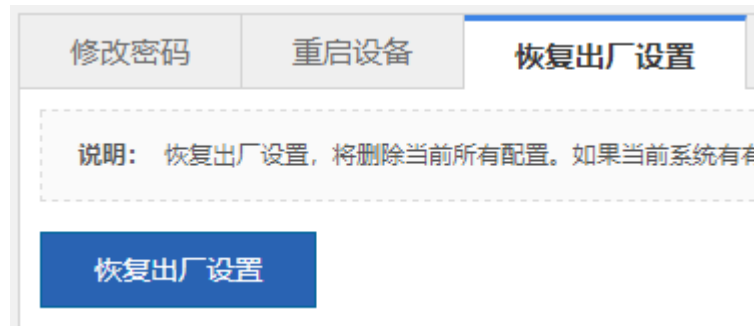 修改密码 重启设备 恢复出厂设置
说明： 恢复出厂设置，将删除当前所有配置。如果当前系统有
恢复出厂设置